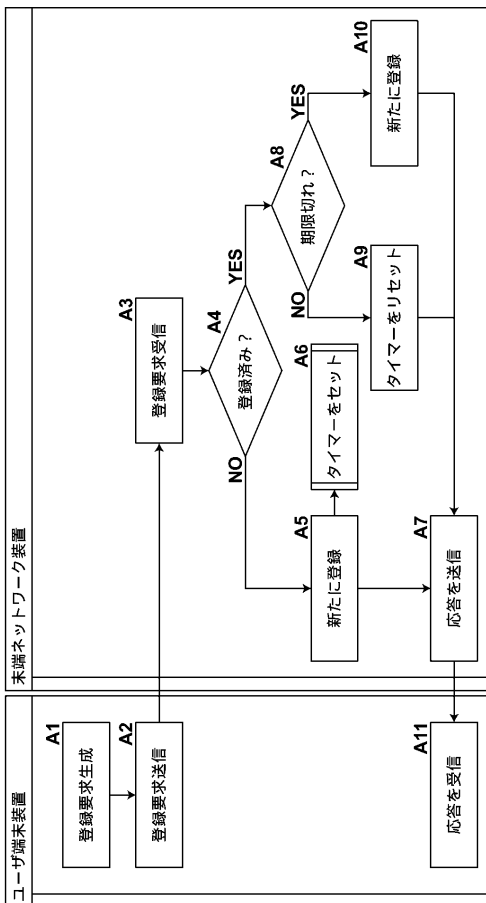 ユーザ端末装置
A1
登録要求生成
A2
登録要求送信
A11
応答を受信
末端ネットワーク装置
A3
登録要求受信
A4
登録済み？
NO
YES
A5
新たに登録
A6
タイマーをセット
A7
応答を送信
A8
期限切れ？
NO
YES
A9
タイマーをリセット
A10
新たに登録